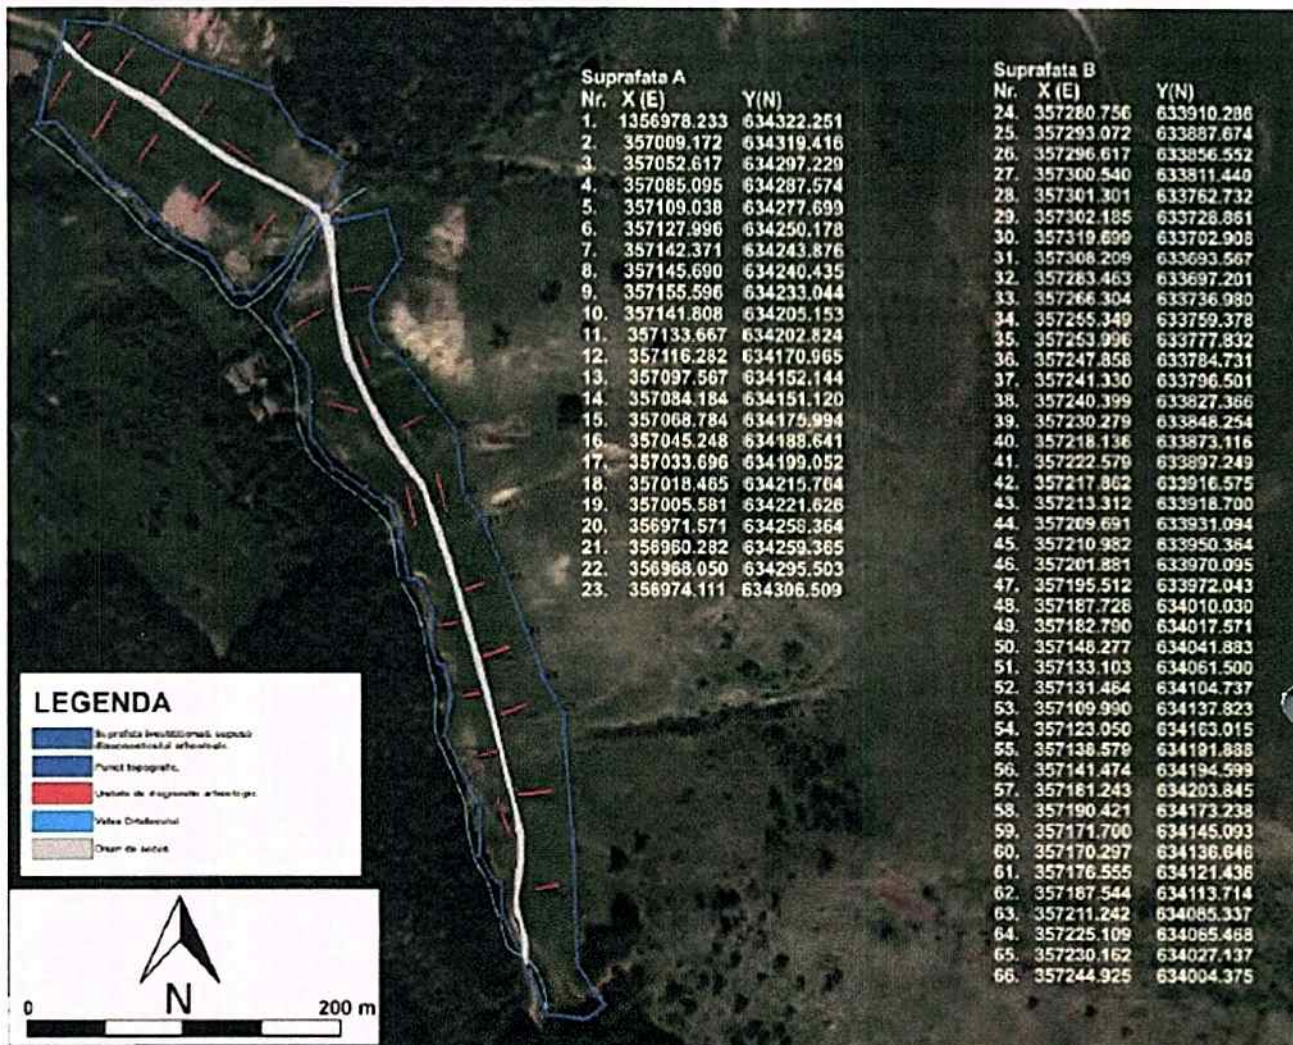 Suprafata A
Nr. X (E) Y(N)
1. 1356978.233 634322.251
2. 357009.172 634319.416
3. 357052.617 634297.229
4. 357085.095 634287.574
5. 357109.038 634277.699
6. 357127.996 634250.178
7. 357142.371 634243.876
8. 357145.690 634240.435
9. 357155.596 634233.044
10. 357141.808 634205.153
11. 357133.667 634202.824
12. 357116.282 634170.965
13. 357097.567 634152.144
14. 357084.184 634151.120
15. 357068.784 634175.994
16. 357045.248 634188.641
17. 357033.696 634199.052
18. 357018.465 634215.764
19. 357005.581 634221.626
20. 356971.571 634258.364
21. 356960.282 634259.365
22. 356968.050 634295.503
23. 356974.111 634306.509
Suprafata B
Nr. X (E) Y(N)
24. 357280.756 633910.286
25. 357293.072 633887.674
26. 357296.617 633856.552
27. 357300.540 633811.440
28. 357301.301 633762.732
29. 357302.185 633728.861
30. 357319.699 633702.908
31. 357308.209 633693.567
32. 357283.463 633697.201
33. 357266.304 633736.980
34. 357255.349 633759.378
35. 357253.996 633777.832
36. 357247.858 633784.731
37. 357241.330 633796.501
38. 357240.399 633827.366
39. 357230.279 633848.254
40. 357218.136 633873.116
41. 357222.579 633897.249
42. 357217.862 633916.575
43. 357213.312 633918.700
44. 357209.691 633931.094
45. 357210.982 633950.364
46. 357201.881 633970.095
47. 357195.512 633972.043
48. 357187.728 634010.030
49. 357182.790 634017.571
50. 357148.277 634041.883
51. 357133.103 634061.500
52. 357131.464 634104.737
53. 357109.990 634137.823
54. 357123.050 634163.015
55. 357138.579 634191.888
56. 357141.474 634194.599
57. 357181.243 634203.845
58. 357190.421 634173.238
59. 357171.700 634145.093
60. 357170.297 634136.646
61. 357176.555 634121.436
62. 357187.544 634113.714
63. 357211.242 634085.337
64. 357225.109 634065.468
65. 357230.162 634027.137
66. 357244.925 634004.375
LEGENDA
Punct topografic
Unitate de diagnostic arheologic
Drum de acces
N
0 200 m